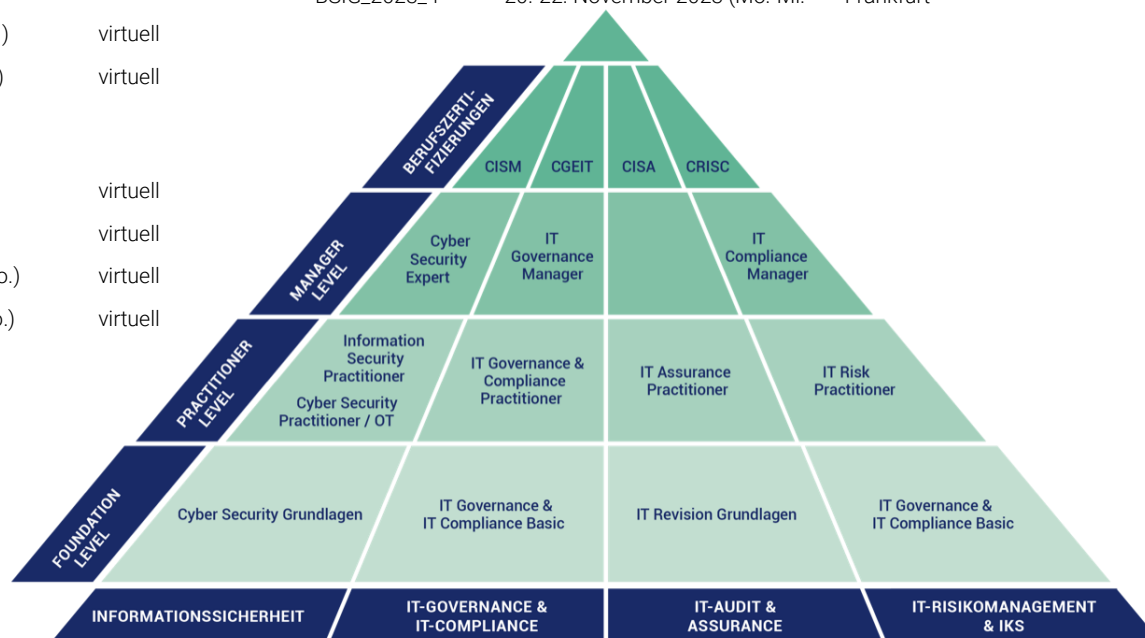 virtuell
virtuell
virtuell
virtuell
virtuell
virtuell
BERUFSZERTI-
FIZIERUNGEN
CISM
CGEIT
CISA
CRISC
MANAGER
LEVEL
Cyber
Security
Expert
IT
Governance
Manager
IT
Compliance
Manager
PRACTITIONER
LEVEL
Information
Security
Practitioner
Cyber Security
Practitioner / OT
IT Governance &
Compliance
Practitioner
IT Assurance
Practitioner
IT Risk
Practitioner
FOUNDATION
LEVEL
Cyber Security Grundlagen
IT Governance &
IT Compliance Basic
IT Revision Grundlagen
IT Governance &
IT Compliance Basic
INFORMATIONSSICHERHEIT
IT-GOVERNANCE &
IT-COMPLIANCE
IT-AUDIT &
ASSURANCE
IT-RISIKOMANAGEMENT
& IKS